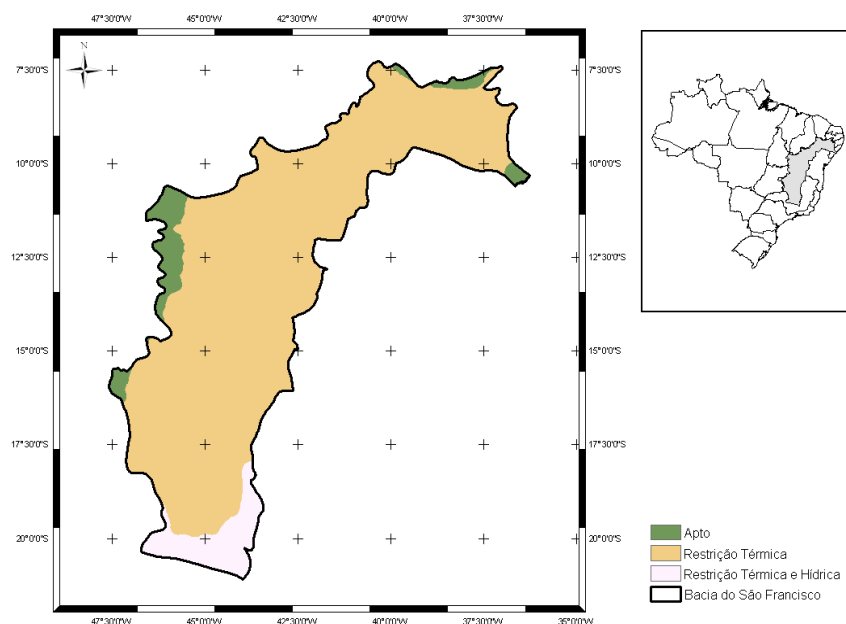 47°30'0"W 45°0'0"W 42°30'0"W 40°0'0"W 37°30'0"W 35°0'0"W
N
7°30'0"S 7°30'0"S
10°0'0"S 10°0'0"S
12°30'0"S 12°30'0"S
15°0'0"S 15°0'0"S
17°30'0"S 17°30'0"S
20°0'0"S 20°0'0"S
47°30'0"W 45°0'0"W 42°30'0"W 40°0'0"W 37°30'0"W 35°0'0"W
Apto
Restrição Térmica
Restrição Térmica e Hídrica
Bacia do São Francisco